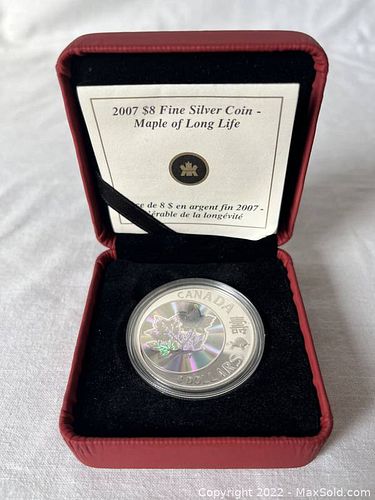 2007 $8 Fine Silver Coin -
Maple of Long Life
de 8 $ en argent fin 2007 -
de la longévité
CANADA
DOLLARS
Copyright 2022 - MaxSold.com